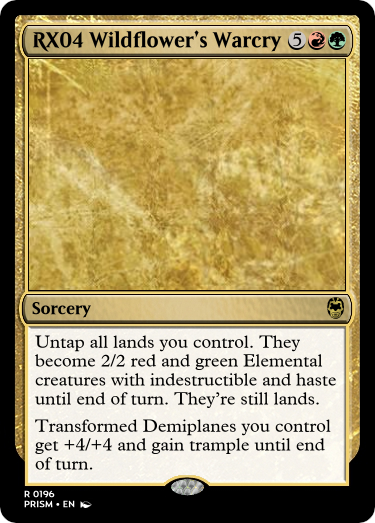 RX04 Wildflower's Warcry 5
Sorcery
Untap all lands you control. They
become 2/2 red and green Elemental
creatures with indestructible and haste
until end of turn. They're still lands.
Transformed Demiplanes you control
get +4/+4 and gain trample until end
of turn.
R 0196
PRISM • EN